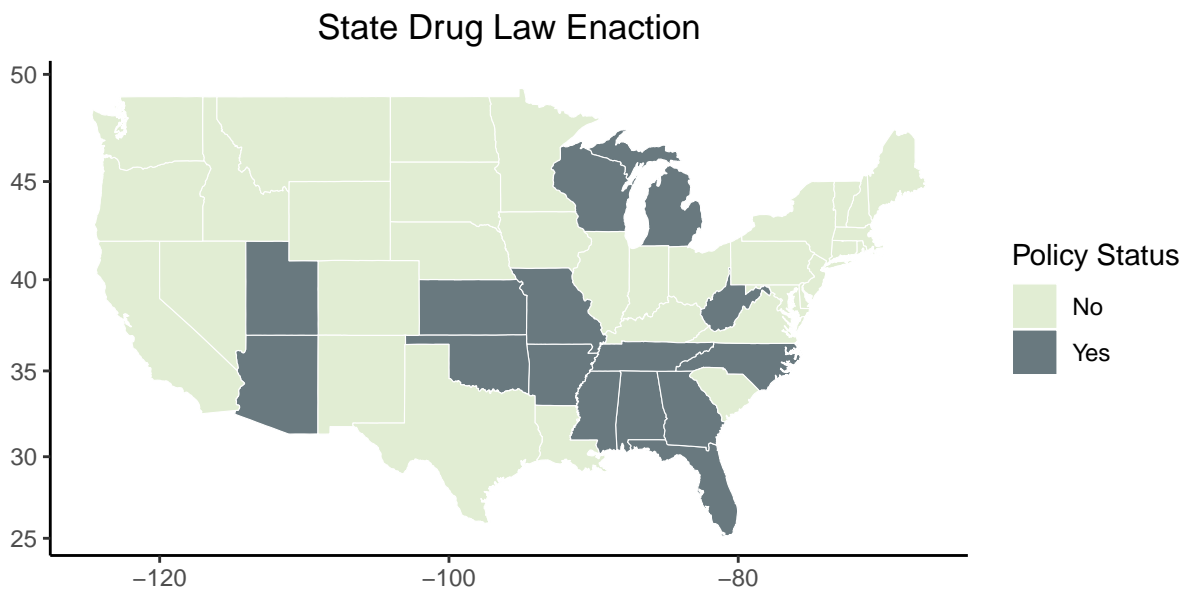 State Drug Law Enaction
50
45
40
35
30
25
−120
−100
−80
Policy Status
No
Yes